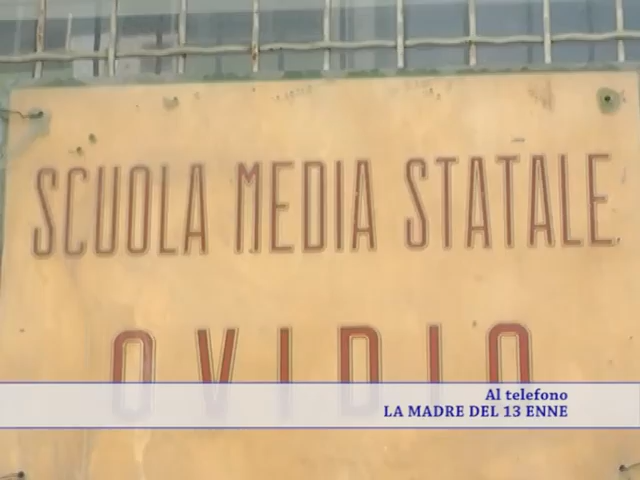 SCUOLA MEDIA STATALE
OVIDIO
Al telefono
LA MADRE DEL 13 ENNE